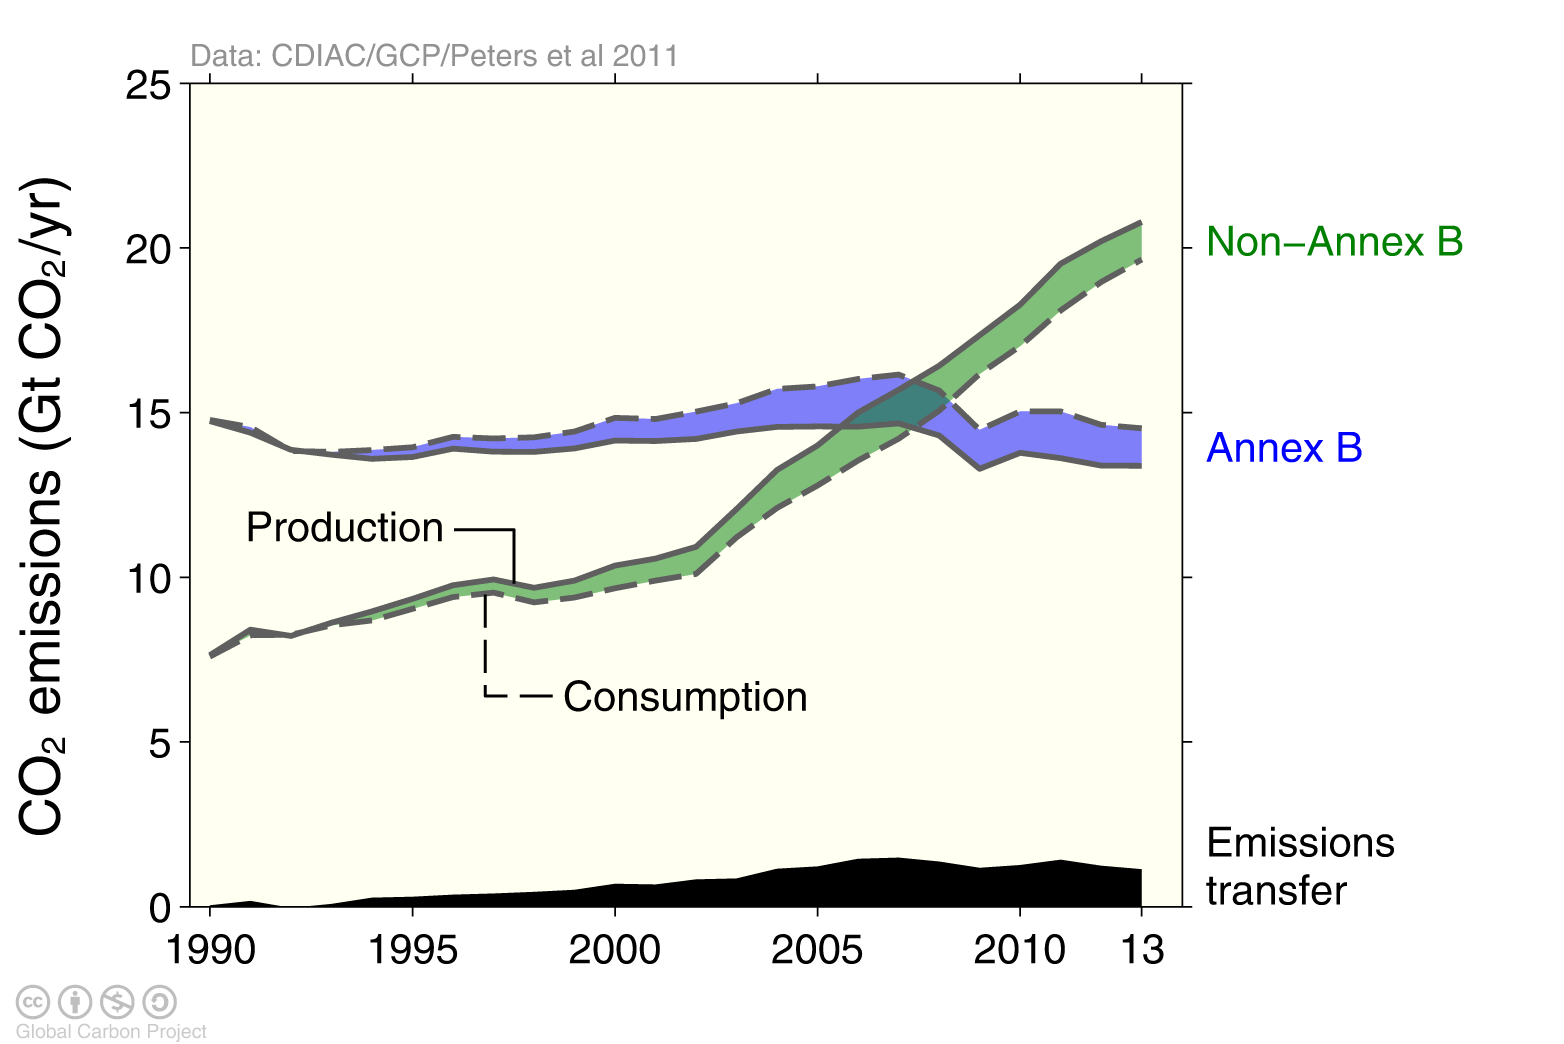 Data: CDIAC/GCP/Peters et al 2011
CO₂ emissions (Gt CO₂/yr)
25
20
15
10
5
0
1990 1995 2000 2005 2010 13
Production
Consumption
Non−Annex B
Annex B
Emissions
transfer
cc
Global Carbon Project